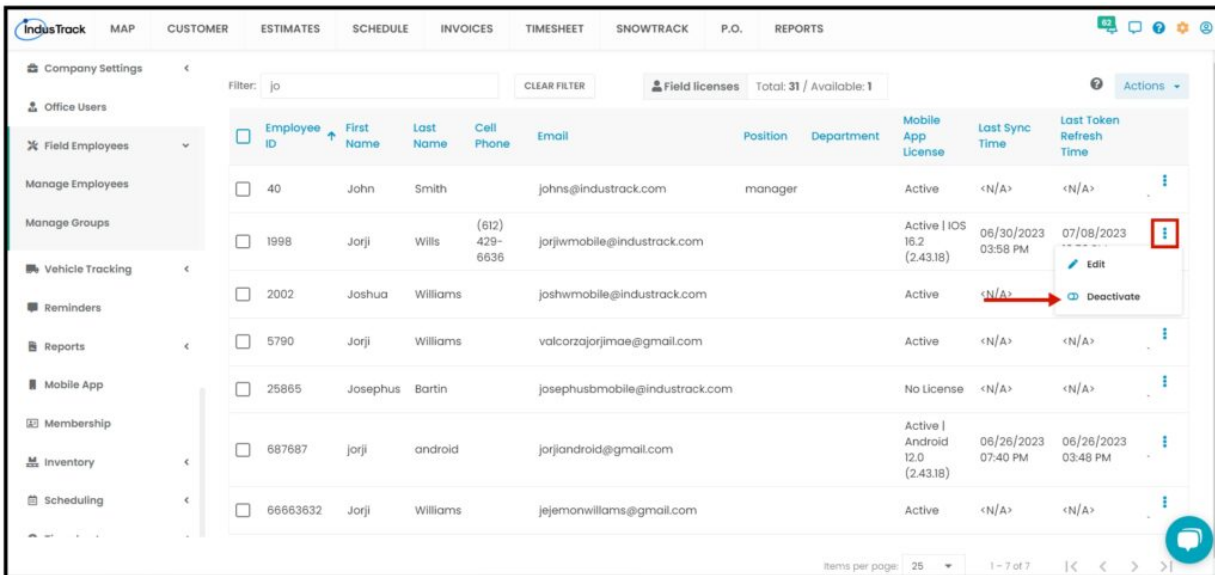 IndusTrack MAP CUSTOMER ESTIMATES SCHEDULE INVOICES TIMESHEET SNOWTRACK P.O. REPORTS 62
Company Settings
Office Users
Field Employees
Manage Employees
Manage Groups
Vehicle Tracking
Reminders
Reports
Mobile App
Membership
Inventory
Scheduling
Filter: jo CLEAR FILTER Field licenses Total: 31 / Available: 1 Actions
Employee ID First Name Last Name Cell Phone Email Position Department Mobile App License Last Sync Time Last Token Refresh Time
40 John Smith johns@industrack.com manager Active <N/A> <N/A>
1998 Jorji Wills (612) 429-6636 jorjiwmobile@industrack.com Active | IOS 16.2 (2.43.18) 06/30/2023 03:58 PM 07/08/2023
Edit
Deactivate
2002 Joshua Williams joshwmobile@industrack.com Active <N/A>
5790 Jorji Williams valcorzajorjimae@gmail.com Active <N/A> <N/A>
25865 Josephus Bartin josephusbmobile@industrack.com No License <N/A> <N/A>
687687 jorji android jorjiandroid@gmail.com Active | Android 12.0 (2.43.18) 06/26/2023 07:40 PM 06/26/2023 03:48 PM
66663632 Jorji Williams jejemonwillams@gmail.com Active <N/A> <N/A>
Items per page: 25 1 – 7 of 7